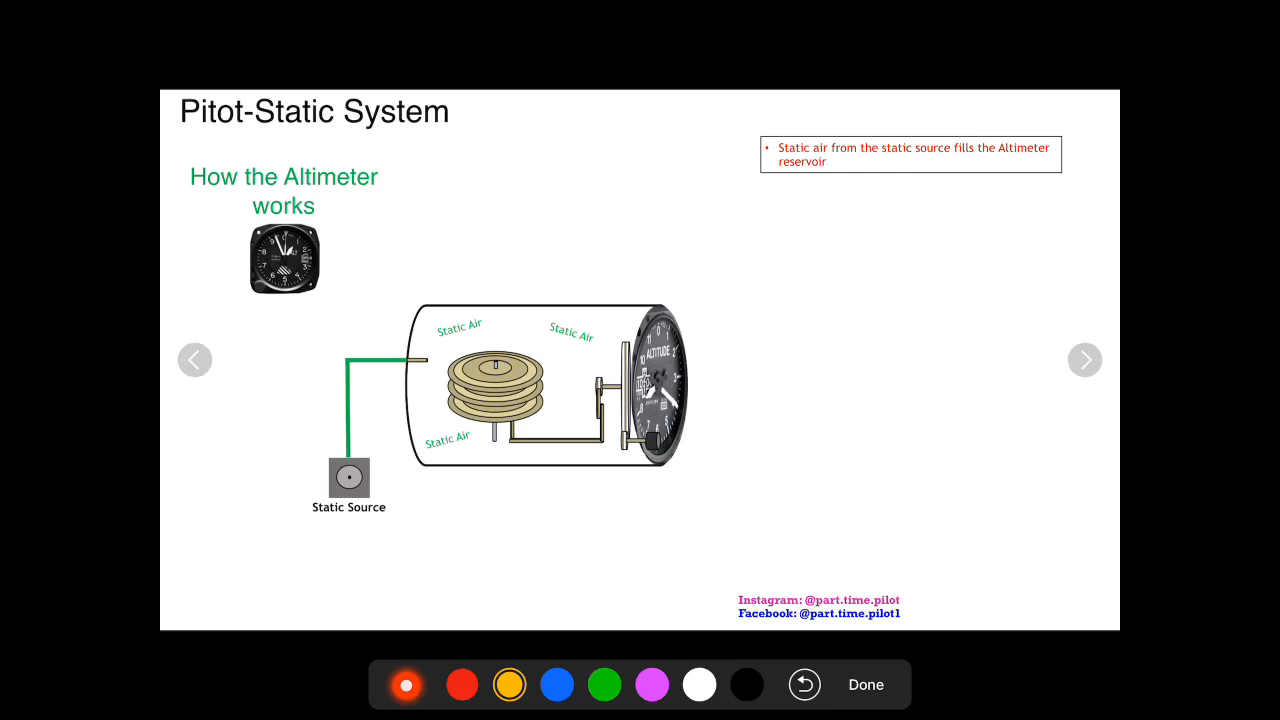 Pitot-Static System
• Static air from the static source fills the Altimeter
reservoir
How the Altimeter
works
Static Air
Static Air
ALTITUDE
Static Air
Static Source
Instagram: @part.time.pilot
Facebook: @part.time.pilot1
Done